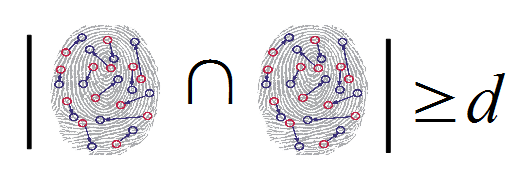 | ∩ | ≥ d